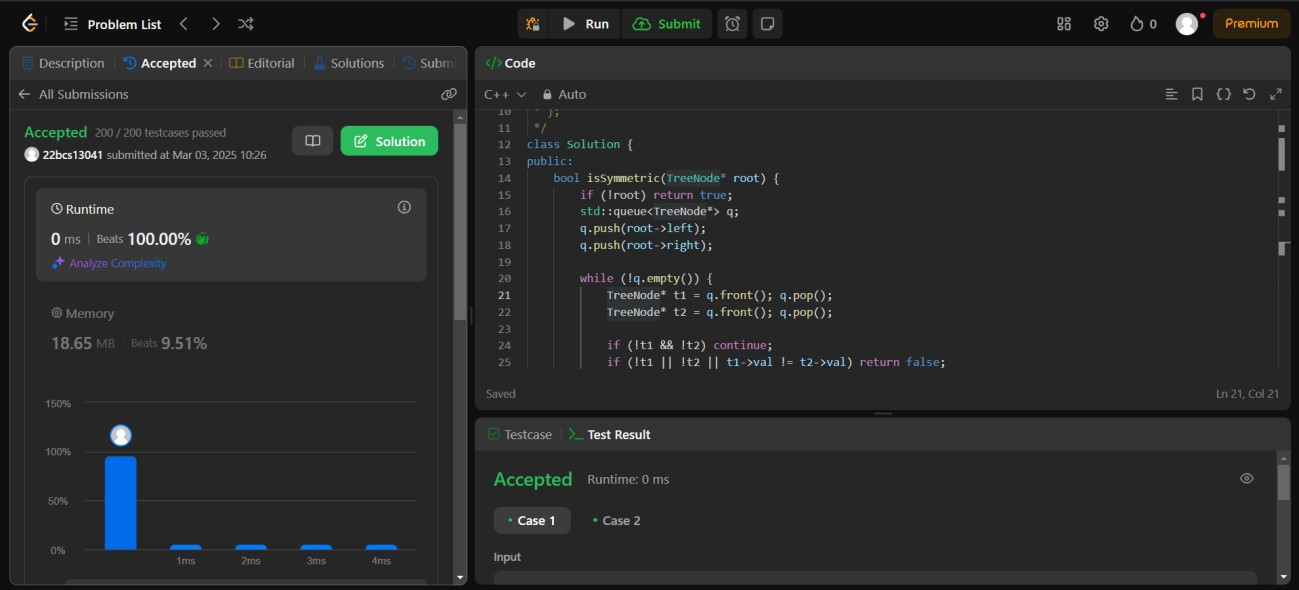 Problem List
Run
Submit
0
Premium
Description
Accepted
Editorial
Solutions
Subm
All Submissions
Accepted 200 / 200 testcases passed
Solution
22bcs13041 submitted at Mar 03, 2025 10:26
Runtime
0 ms | Beats 100.00%
Analyze Complexity
Memory
18.65 MB | Beats 9.51%
150%
100%
50%
0%
1ms 2ms 3ms 4ms
</> Code
C++ Auto
10 * };
11 */
12 class Solution {
13 public:
14 bool isSymmetric(TreeNode* root) {
15 if (!root) return true;
16 std::queue<TreeNode*> q;
17 q.push(root->left);
18 q.push(root->right);
19
20 while (!q.empty()) {
21 TreeNode* t1 = q.front(); q.pop();
22 TreeNode* t2 = q.front(); q.pop();
23
24 if (!t1 && !t2) continue;
25 if (!t1 || !t2 || t1->val != t2->val) return false;
Saved
Ln 21, Col 21
Testcase
Test Result
Accepted Runtime: 0 ms
Case 1
Case 2
Input